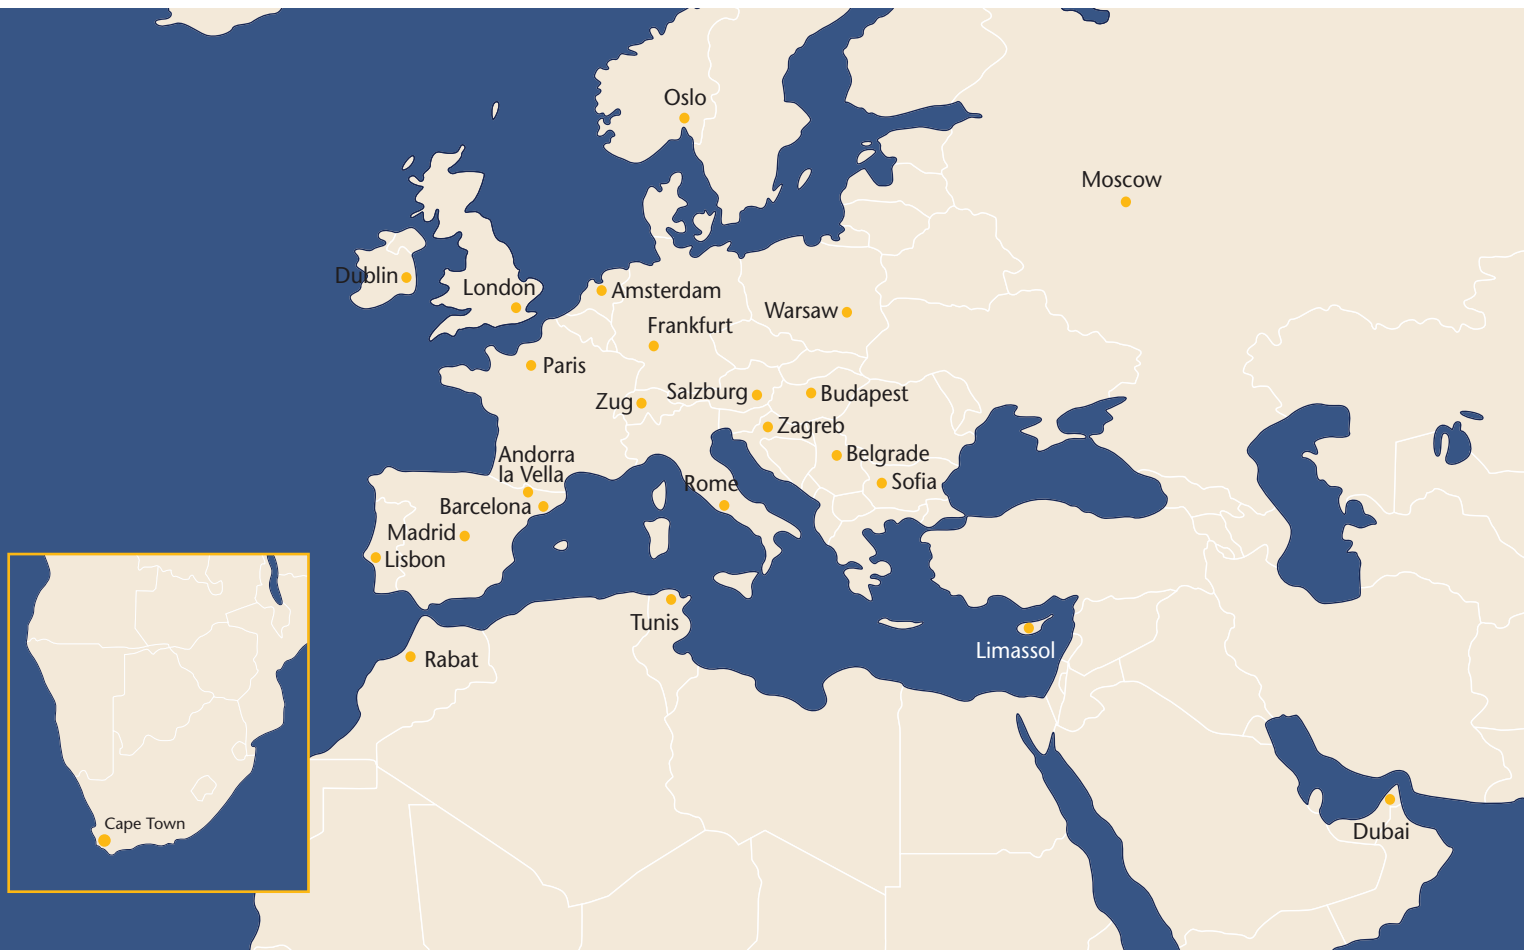 Oslo
Moscow
Dublin
London
Amsterdam
Warsaw
Frankfurt
Paris
Zug
Salzburg
Budapest
Zagreb
Andorra
la Vella
Belgrade
Rome
Sofia
Barcelona
Madrid
Lisbon
Tunis
Rabat
Limassol
Cape Town
Dubai